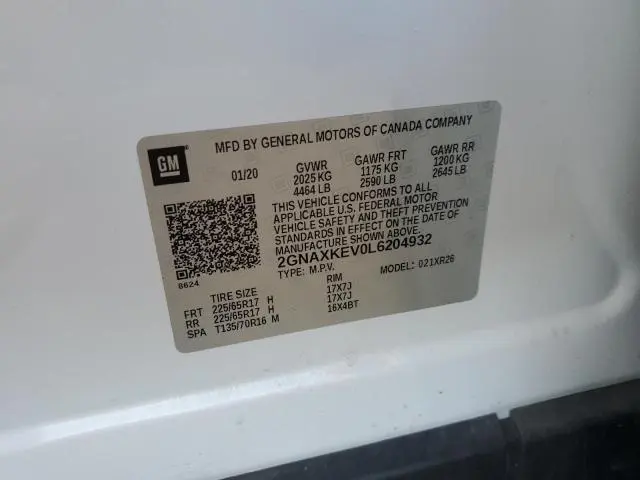 MFD BY GENERAL MOTORS OF CANADA COMPANY
GM
01/20 GVWR GAWR FRT GAWR RR
2025 KG 1175 KG 1200 KG
4464 LB 2590 LB 2645 LB
THIS VEHICLE CONFORMS TO ALL
APPLICABLE U.S. FEDERAL MOTOR
VEHICLE SAFETY AND THEFT PREVENTION
STANDARDS IN EFFECT ON THE DATE OF
MANUFACTURE SHOWN ABOVE.
2GNAXKEV0L6204932
TYPE: M.P.V. MODEL: 021XR26
8624
TIRE SIZE RIM
FRT 225/65R17 H 17X7J
RR 225/65R17 H 17X7J
SPA T135/70R16 M 16X4BT